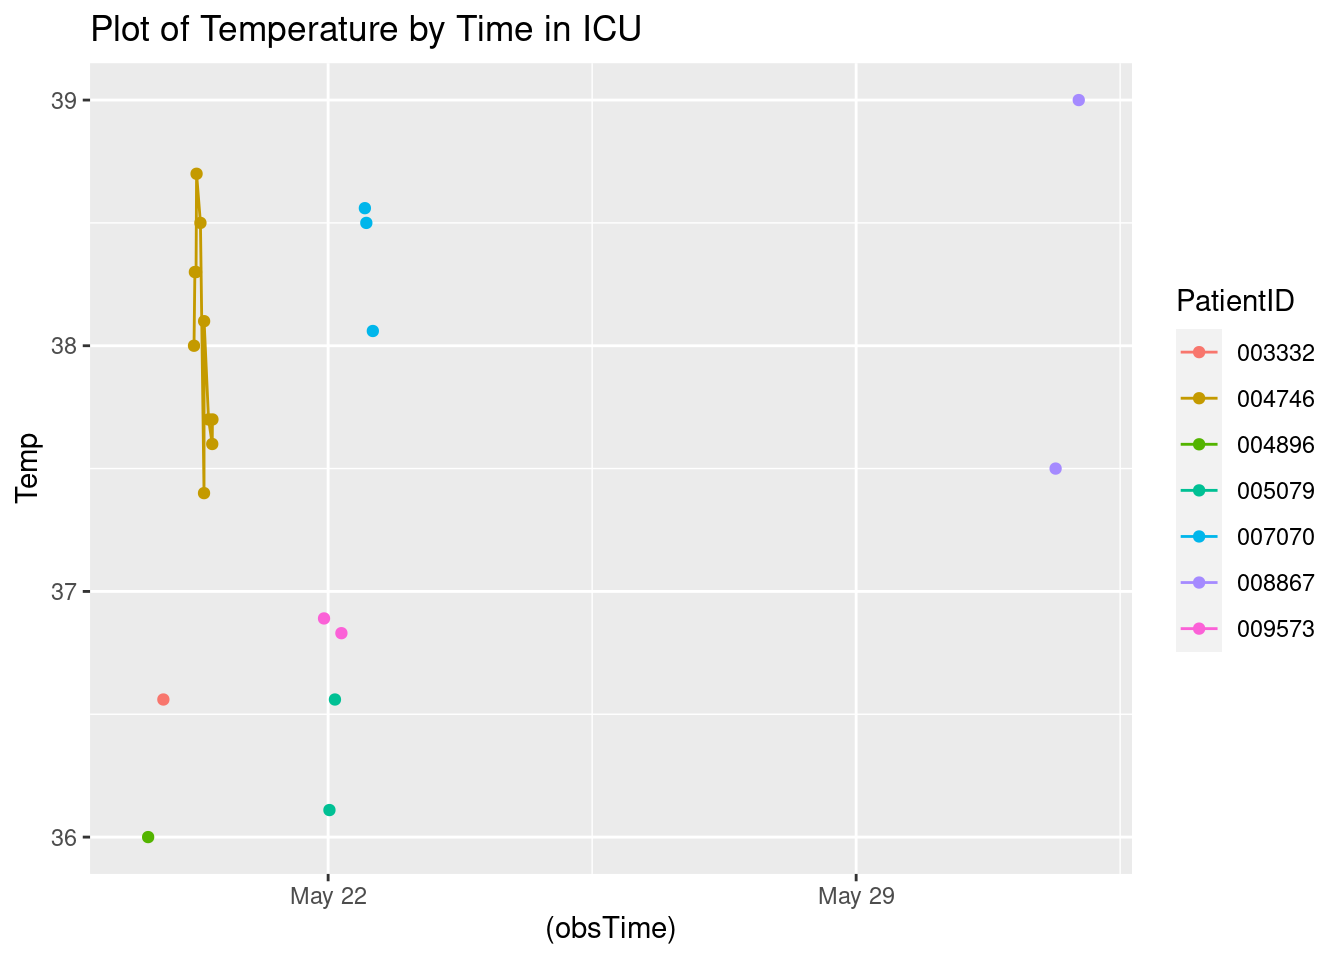 Plot of Temperature by Time in ICU
39
38
37
36
Temp
May 22
May 29
(obsTime)
PatientID
003332
004746
004896
005079
007070
008867
009573